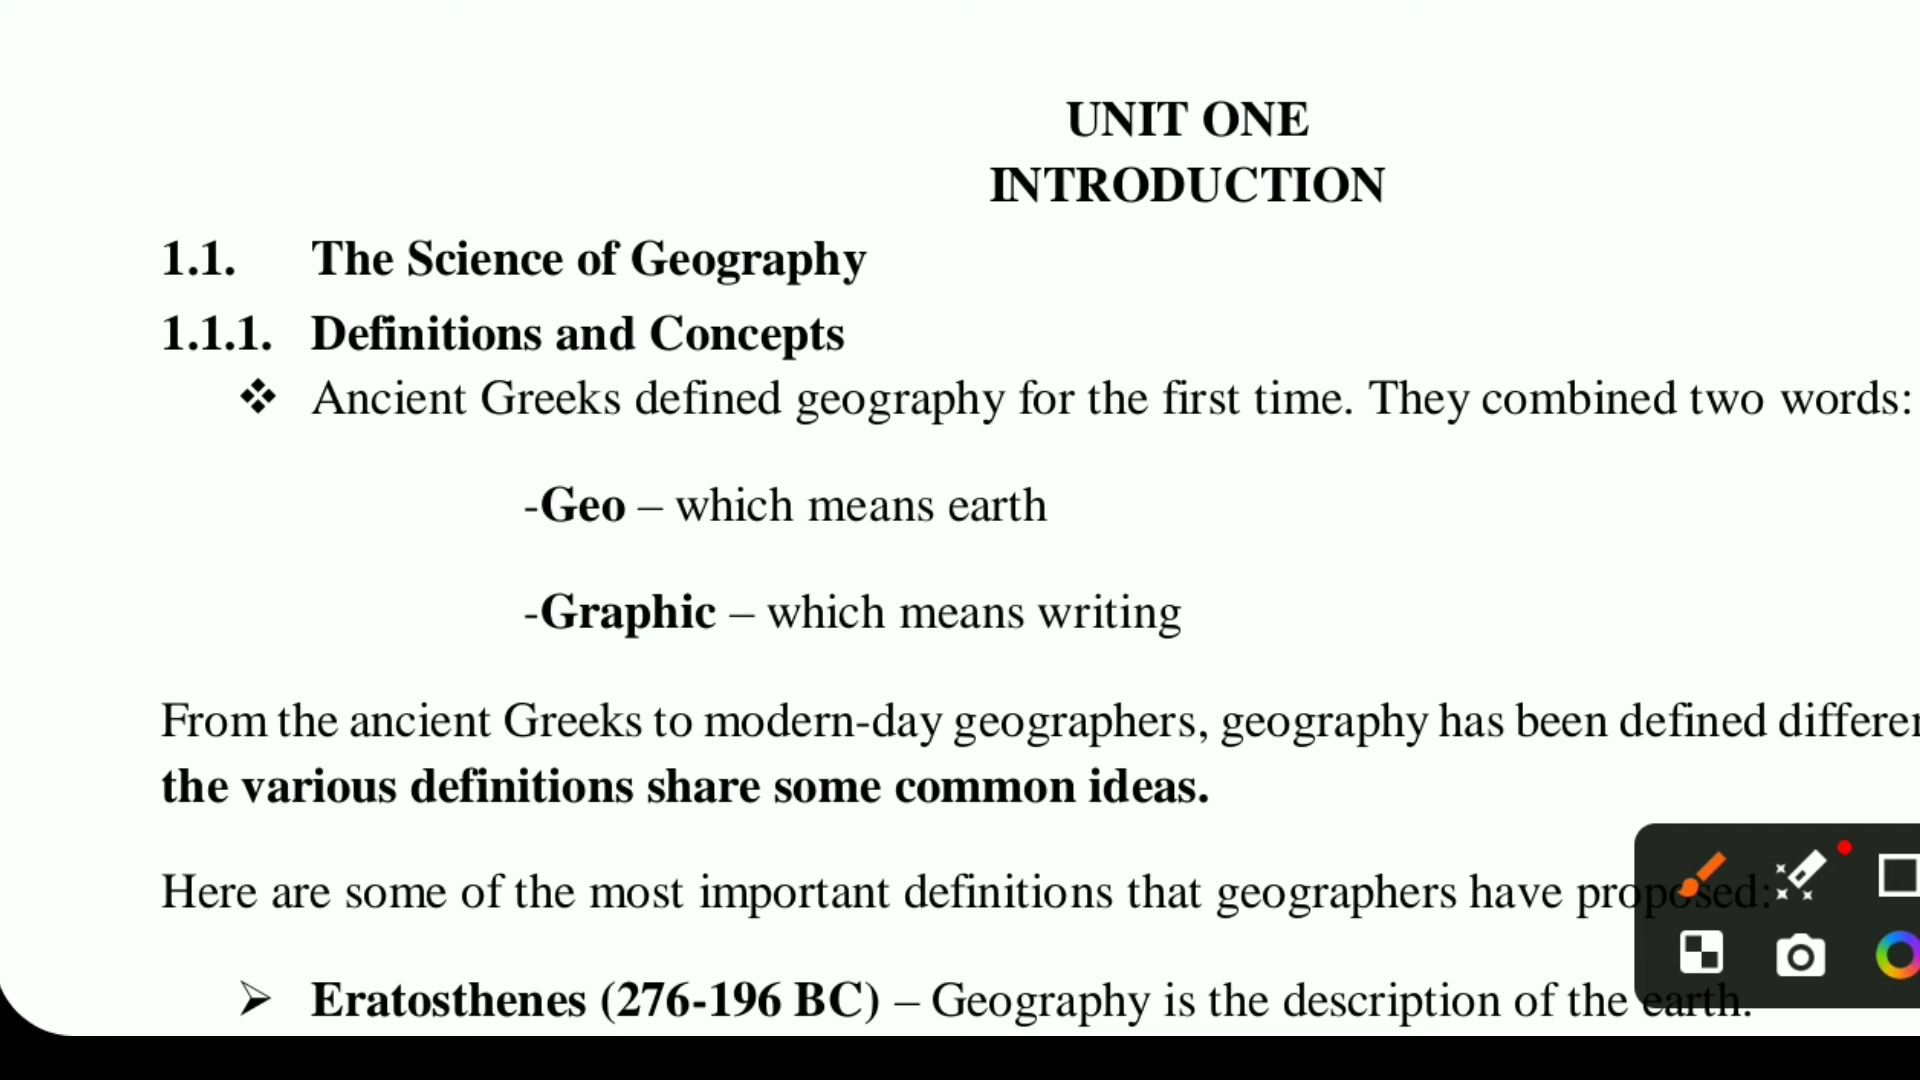 UNIT ONE
INTRODUCTION
1.1. The Science of Geography
1.1.1. Definitions and Concepts
❖ Ancient Greeks defined geography for the first time. They combined two words:
-Geo – which means earth
-Graphic – which means writing
From the ancient Greeks to modern-day geographers, geography has been defined
the various definitions share some common ideas.
Here are some of the most important definitions that geographers have proposed:
➢ Eratosthenes (276-196 BC) – Geography is the description of the earth.